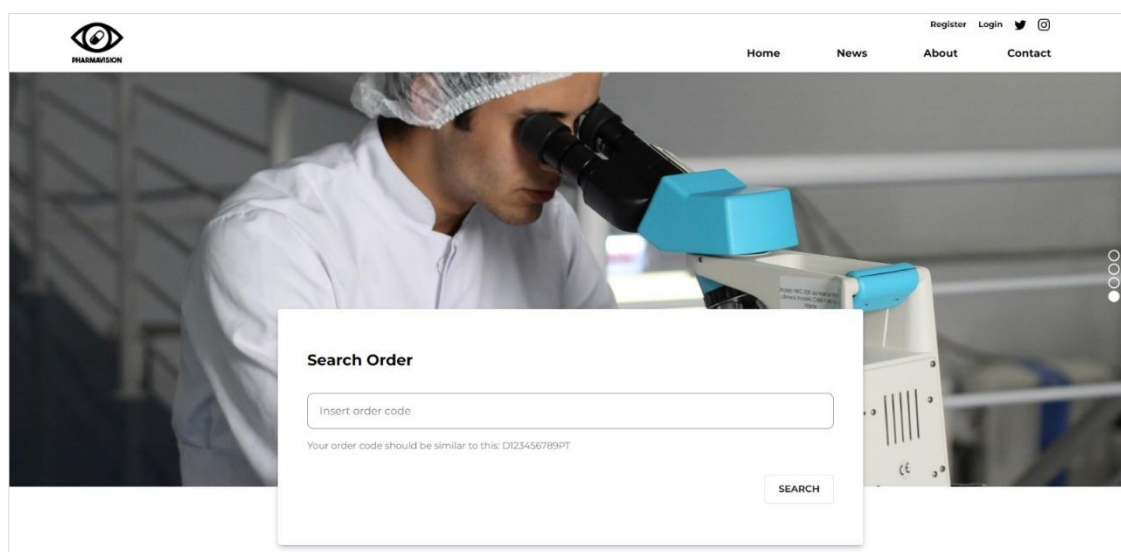 Register Login
PHARMAVISION
Home News About Contact
Search Order
Insert order code
Your order code should be similar to this: D123456789PT
SEARCH
CE